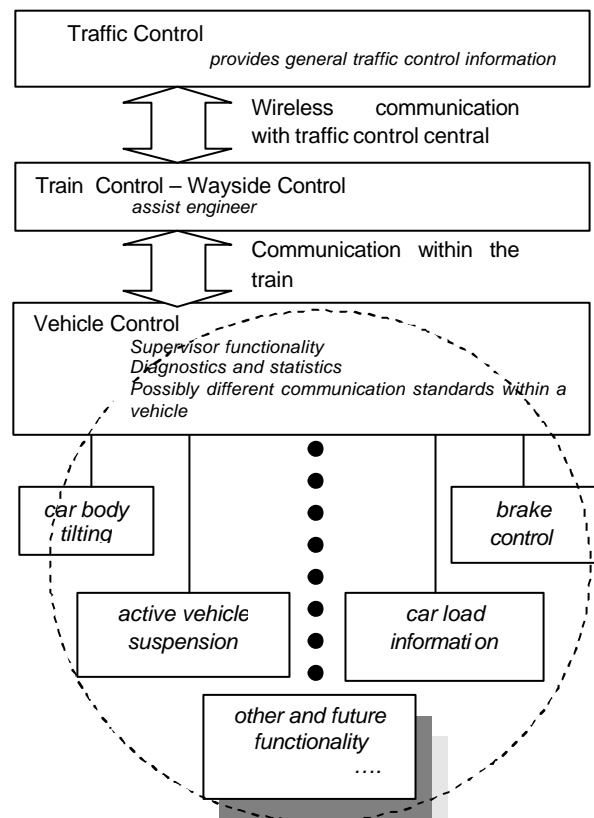 Traffic Control
provides general traffic control information
Wireless communication
with traffic control central
Train Control – Wayside Control
assist engineer
Communication within the
train
Vehicle Control
Supervisor functionality
Diagnostics and statistics
Possibly different communication standards within a
vehicle
car body
tilting
brake
control
active vehicle
suspension
car load
information
other and future
functionality
....